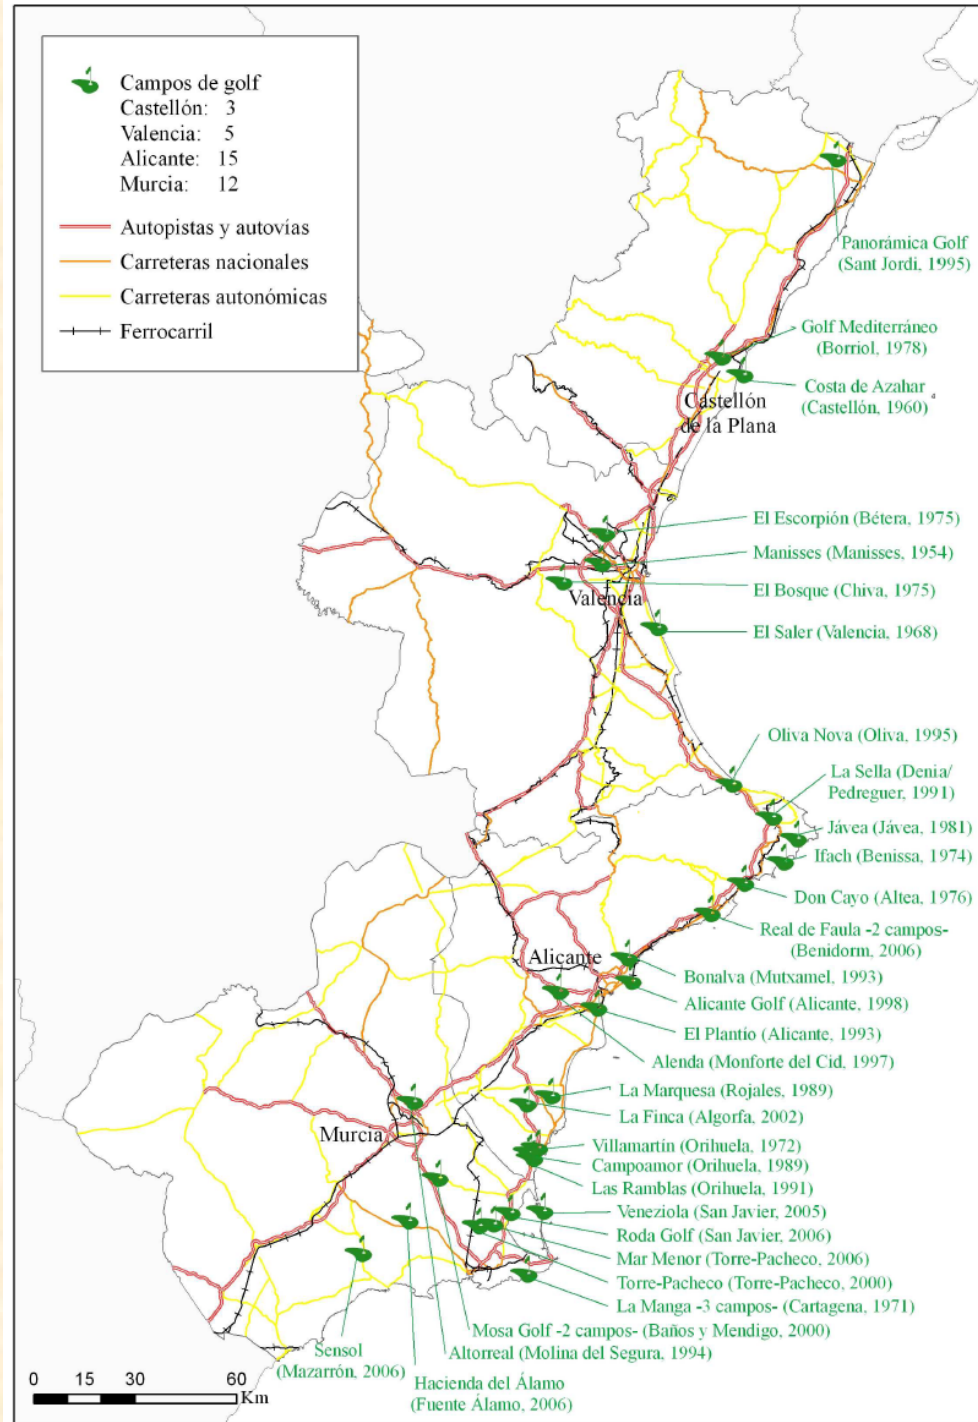 Campos de golf
Castellón: 3
Valencia: 5
Alicante: 15
Murcia: 12
Autopistas y autovías
Carreteras nacionales
Carreteras autonómicas
Ferrocarril
Panorámica Golf
(Sant Jordi, 1995)
Golf Mediterráneo
(Borriol, 1978)
Costa de Azahar
(Castellón, 1960)
Castellón
de la Plana
El Escorpión (Bétera, 1975)
Manisses (Manisses, 1954)
El Bosque (Chiva, 1975)
Valencia
El Saler (Valencia, 1968)
Oliva Nova (Oliva, 1995)
La Sella (Denia/
Pedreguer, 1991)
Jávea (Jávea, 1981)
Ifach (Benissa, 1974)
Don Cayo (Altea, 1976)
Real de Faula -2 campos-
(Benidorm, 2006)
Alicante
Bonalva (Mutxamel, 1993)
Alicante Golf (Alicante, 1998)
El Plantío (Alicante, 1993)
Alenda (Monforte del Cid, 1997)
La Marquesa (Rojales, 1989)
La Finca (Algorfa, 2002)
Murcia
Villamartín (Orihuela, 1972)
Campoamor (Orihuela, 1989)
Las Ramblas (Orihuela, 1991)
Veneziola (San Javier, 2005)
Roda Golf (San Javier, 2006)
Mar Menor (Torre-Pacheco, 2006)
Torre-Pacheco (Torre-Pacheco, 2000)
La Manga -3 campos- (Cartagena, 1971)
Mosa Golf -2 campos- (Baños y Mendigo, 2000)
Altorreal (Molina del Segura, 1994)
Sensol
(Mazarrón, 2006)
Hacienda del Álamo
(Fuente Álamo, 2006)
0 15 30 60
Km